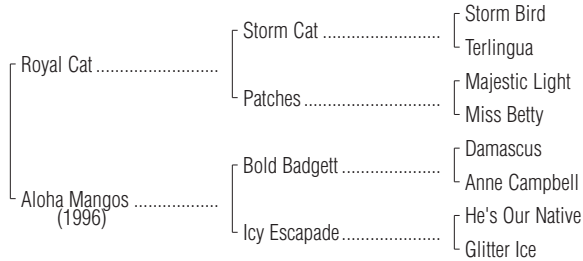 Storm Bird
Storm Cat ........................
Terlingua
Royal Cat ..........................
Majestic Light
Patches ............................
Miss Betty
Damascus
Bold Badgett ....................
Anne Campbell
Aloha Mangos .................
(1996)
He's Our Native
Icy Escapade ....................
Glitter Ice